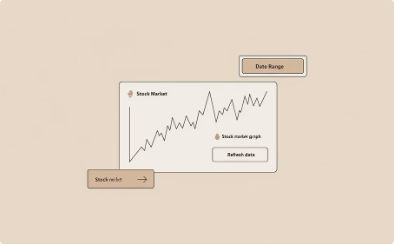 Date Range
Stock Market
Stock market graph
Refresh data
Stock